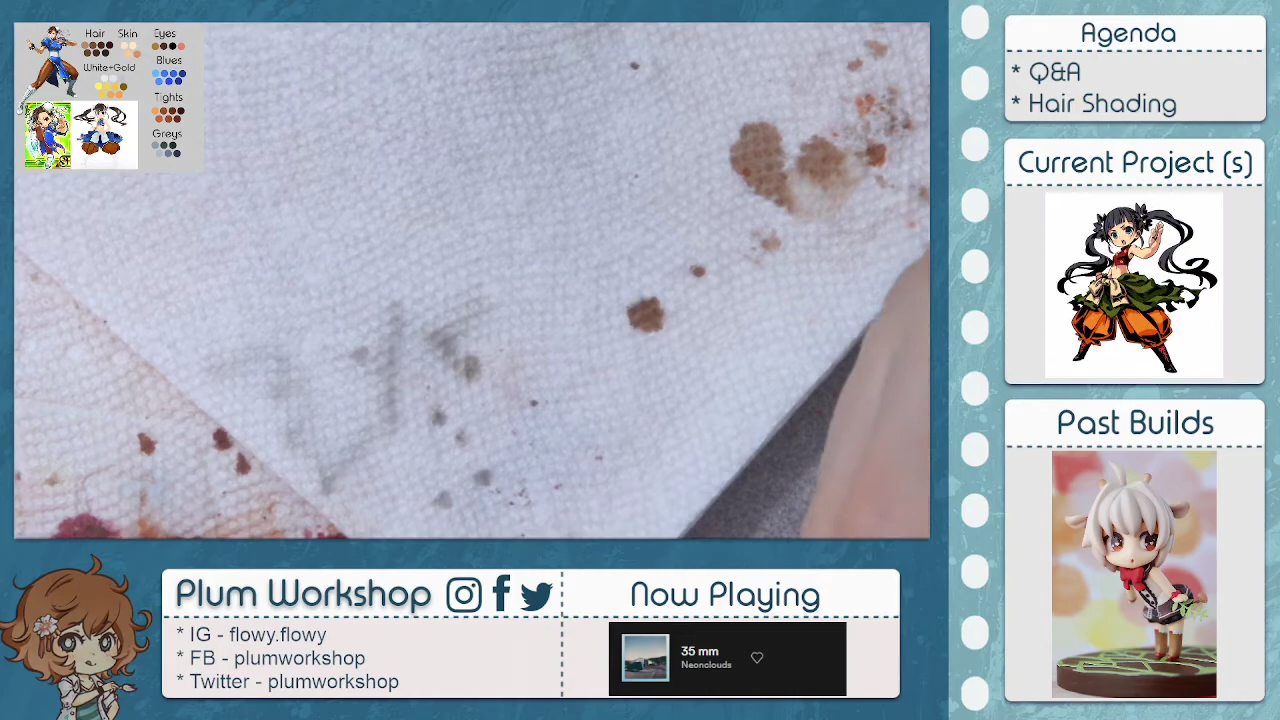 Hair Skin Eyes
White+Gold
Blues
Tights
Greys
Agenda
* Q&A
* Hair Shading
Current Project (s)
Past Builds
Plum Workshop
* IG - flowy.flowy
* FB - plumworkshop
* Twitter - plumworkshop
Now Playing
35 mm
Neonclouds